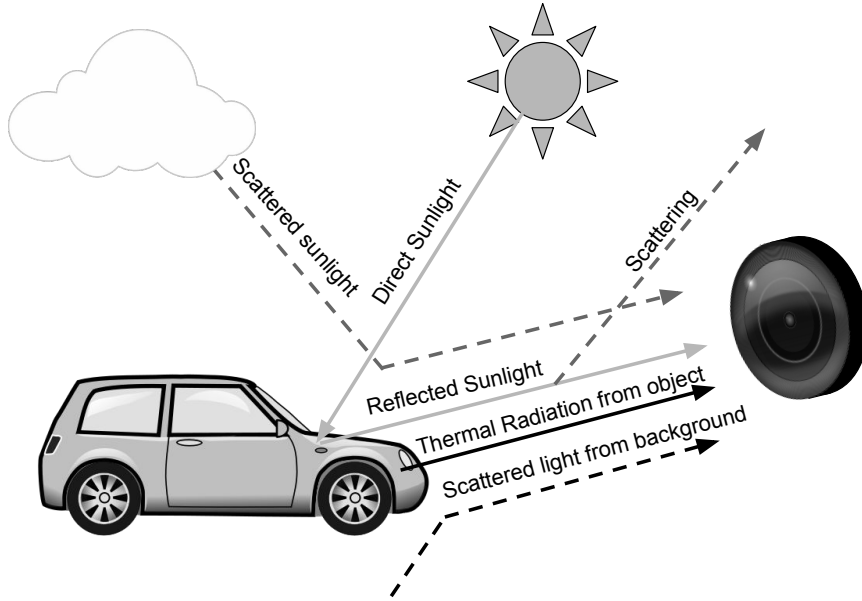 Scattered sunlight
Direct Sunlight
Scattering
Reflected Sunlight
Thermal Radiation from object
Scattered light from background